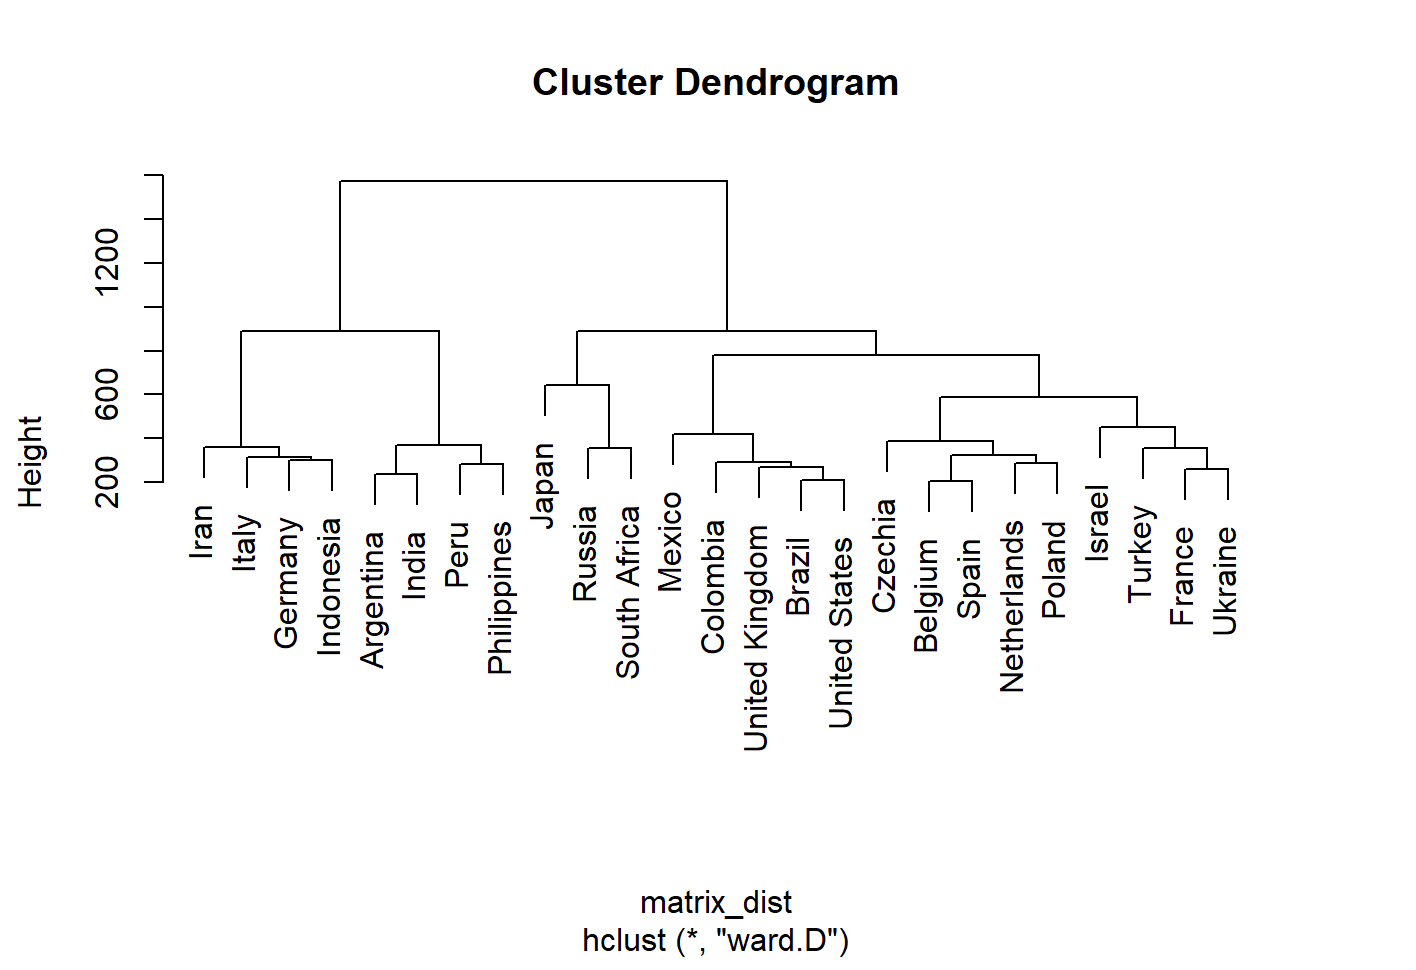 Cluster Dendrogram
Height
1200
600
200
Iran
Italy
Germany
Indonesia
Argentina
India
Peru
Philippines
Japan
Russia
South Africa
Mexico
Colombia
United Kingdom
Brazil
United States
Czechia
Belgium
Spain
Netherlands
Poland
Israel
Turkey
France
Ukraine
matrix_dist
hclust (*, "ward.D")